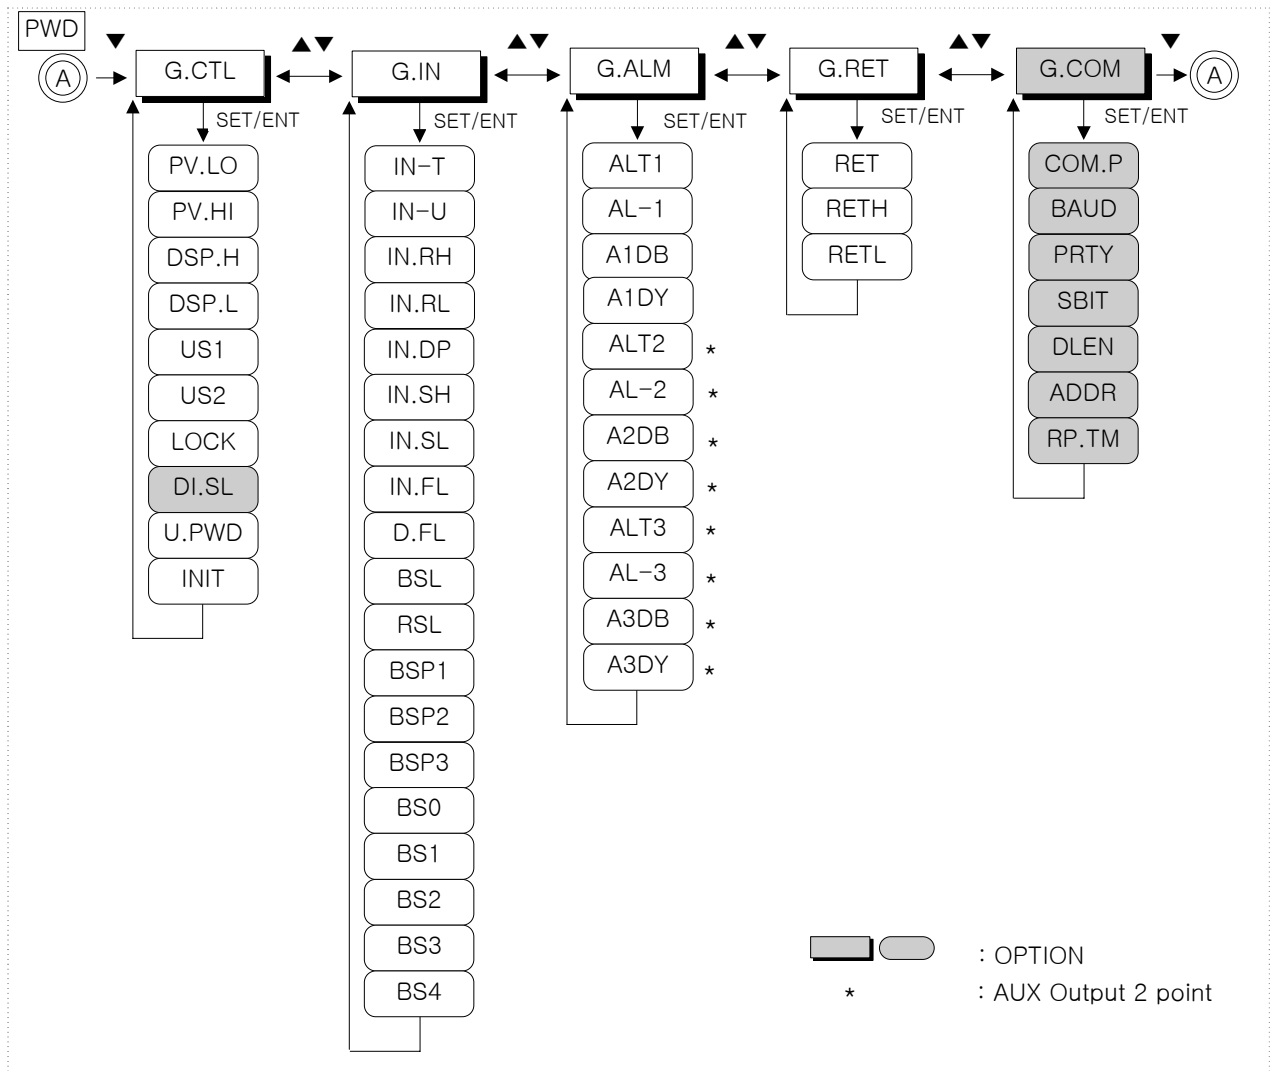 PWD
▼ ▲▼ ▲▼ ▲▼ ▲▼ ▼
A G.CTL G.IN G.ALM G.RET G.COM A
SET/ENT SET/ENT SET/ENT SET/ENT SET/ENT
PV.LO
PV.HI
DSP.H
DSP.L
US1
US2
LOCK
DI.SL
U.PWD
INIT
IN-T
IN-U
IN.RH
IN.RL
IN.DP
IN.SH
IN.SL
IN.FL
D.FL
BSL
RSL
BSP1
BSP2
BSP3
BS0
BS1
BS2
BS3
BS4
ALT1
AL-1
A1DB
A1DY
ALT2 *
AL-2 *
A2DB *
A2DY *
ALT3 *
AL-3 *
A3DB *
A3DY *
RET
RETH
RETL
COM.P
BAUD
PRTY
SBIT
DLEN
ADDR
RP.TM
: OPTION
* : AUX Output 2 point